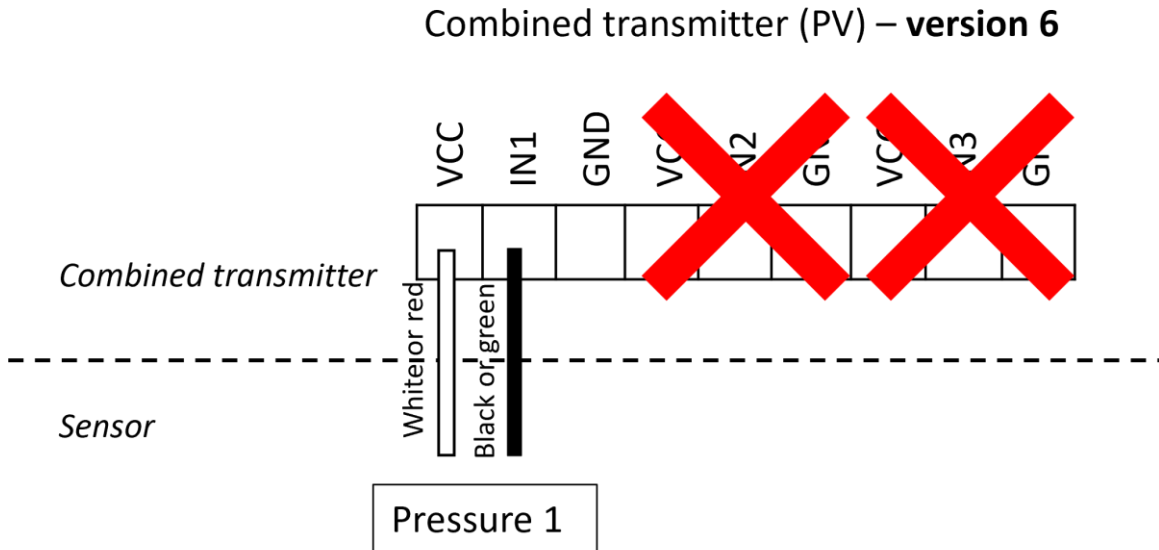 Combined transmitter (PV) – version 6
VCC
IN1
GND
Combined transmitter
White or red
Black or green
Sensor
Pressure 1